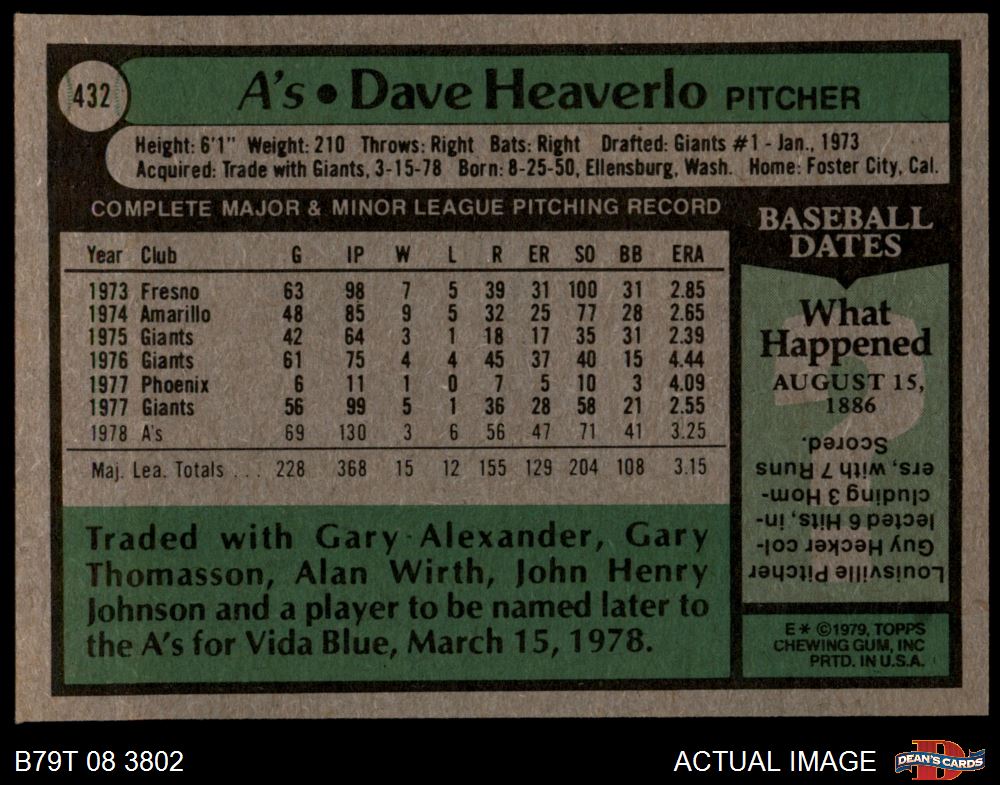 432
A's • Dave Heaverlo PITCHER
Height: 6'1" Weight: 210 Throws: Right Bats: Right Drafted: Giants #1 - Jan., 1973
Acquired: Trade with Giants, 3-15-78 Born: 8-25-50, Ellensburg, Wash. Home: Foster City, Cal.
COMPLETE MAJOR & MINOR LEAGUE PITCHING RECORD
Year Club G IP W L R ER SO BB ERA
1973 Fresno 63 98 7 5 39 31 100 31 2.85
1974 Amarillo 48 85 9 5 32 25 77 28 2.65
1975 Giants 42 64 3 1 18 17 35 31 2.39
1976 Giants 61 75 4 4 45 37 40 15 4.44
1977 Phoenix 6 11 1 0 7 5 10 3 4.09
1977 Giants 56 99 5 1 36 28 58 21 2.55
1978 A's 69 130 3 6 56 47 71 41 3.25
Maj. Lea. Totals . . . 228 368 15 12 155 129 204 108 3.15
Traded with Gary Alexander, Gary
Thomasson, Alan Wirth, John Henry
Johnson and a player to be named later to
the A's for Vida Blue, March 15, 1978.
BASEBALL
DATES
What
Happened
AUGUST 15,
1886
Louisville Pitcher
Guy Hecker col-
lected 6 Hits, in-
cluding 3 Hom-
ers, with 7 Runs
Scored.
E * ©1979, TOPPS
CHEWING GUM, INC
PRTD. IN U.S.A.
B79T 08 3802
ACTUAL IMAGE
DEAN'S CARDS